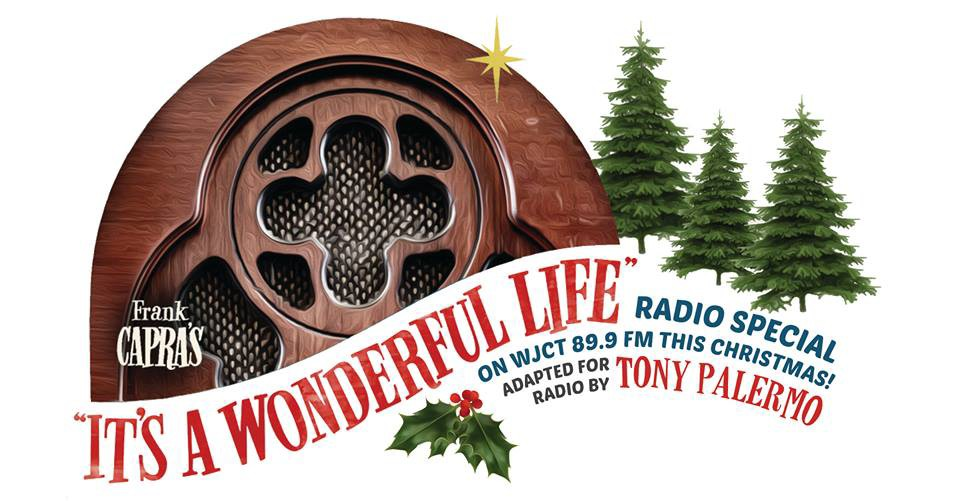 Frank
CAPRA'S
"IT'S A WONDERFUL LIFE"
RADIO SPECIAL
ON WJCT 89.9 FM THIS CHRISTMAS!
ADAPTED FOR
RADIO BY
TONY PALERMO